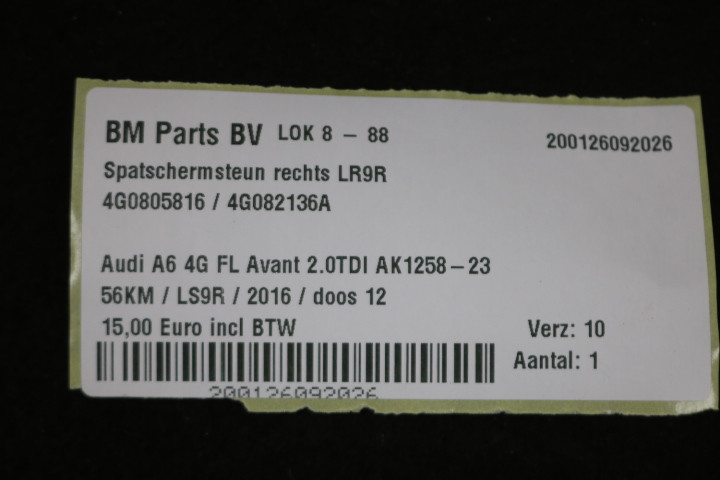 BM Parts BV LOK 8 - 88 200126092026
Spatschermsteun rechts LR9R
4G0805816 / 4G082136A
Audi A6 4G FL Avant 2.0TDI AK1258-23
56KM / LS9R / 2016 / doos 12
15,00 Euro incl BTW Verz: 10
Aantal: 1
200126092026